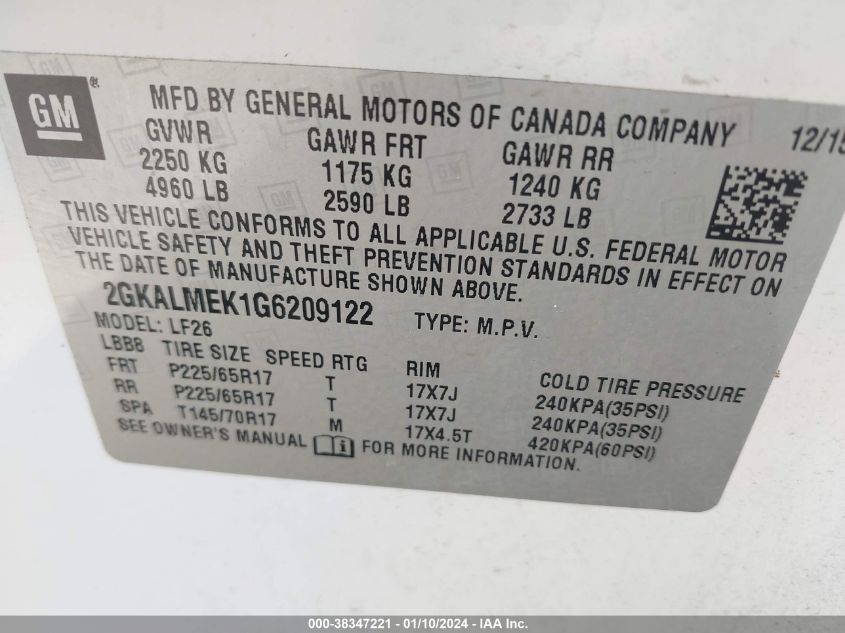 GM ®
MFD BY GENERAL MOTORS OF CANADA COMPANY
12/15
GVWR GAWR FRT GAWR RR
2250 KG 1175 KG 1240 KG
4960 LB 2590 LB 2733 LB
THIS VEHICLE CONFORMS TO ALL APPLICABLE U.S. FEDERAL MOTOR
VEHICLE SAFETY AND THEFT PREVENTION STANDARDS IN EFFECT ON
THE DATE OF MANUFACTURE SHOWN ABOVE.
2GKALMEK1G6209122 TYPE: M.P.V.
MODEL: LF26
LBB8 TIRE SIZE SPEED RTG RIM COLD TIRE PRESSURE
FRT P225/65R17 T 17X7J 240KPA(35PSI)
RR P225/65R17 T 17X7J 240KPA(35PSI)
SPA T145/70R17 M 17X4.5T 420KPA(60PSI)
SEE OWNER'S MANUAL FOR MORE INFORMATION.
000-38347221 - 01/10/2024 - IAA Inc.